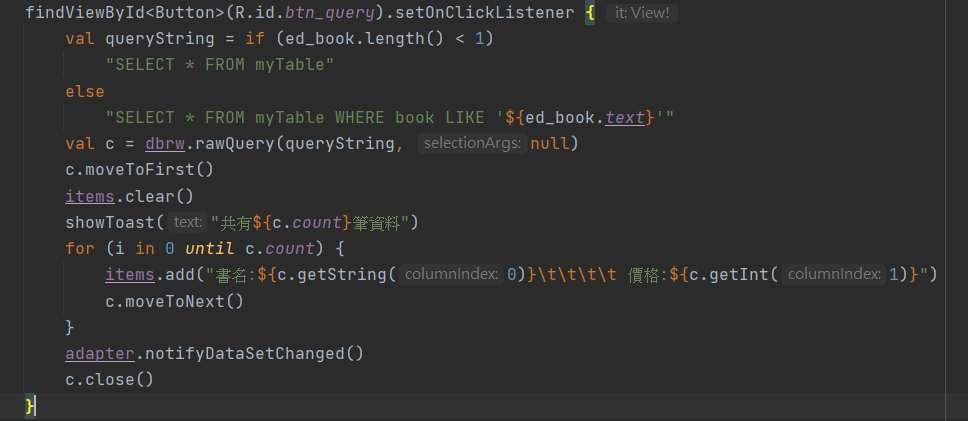 findViewById<Button>(R.id.btn_query).setOnClickListener { it: View!
val queryString = if (ed_book.length() < 1)
"SELECT * FROM myTable"
else
"SELECT * FROM myTable WHERE book LIKE '${ed_book.text}'"
val c = dbrw.rawQuery(queryString, selectionArgs: null)
c.moveToFirst()
items.clear()
showToast( text: "共有${c.count}筆資料")
for (i in 0 until c.count) {
items.add("書名:${c.getString( columnIndex: 0)}\t\t\t\t 價格:${c.getInt( columnIndex: 1)}")
c.moveToNext()
}
adapter.notifyDataSetChanged()
c.close()
}